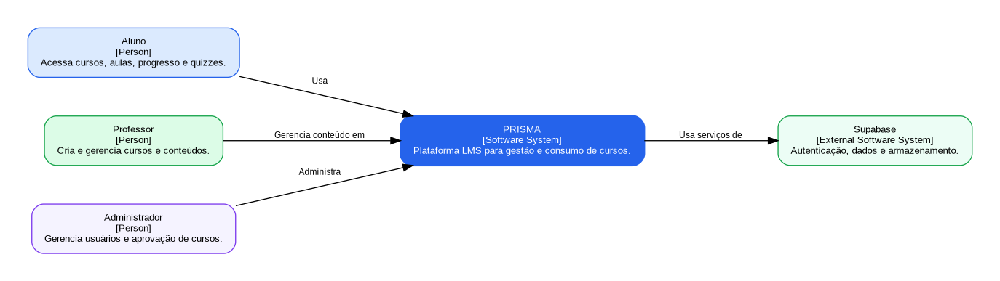 Aluno
[Person]
Acessa cursos, aulas, progresso e quizzes.
Usa
Professor
[Person]
Cria e gerencia cursos e conteúdos.
Gerencia conteúdo em
PRISMA
[Software System]
Plataforma LMS para gestão e consumo de cursos.
Usa serviços de
Supabase
[External Software System]
Autenticação, dados e armazenamento.
Administra
Administrador
[Person]
Gerencia usuários e aprovação de cursos.